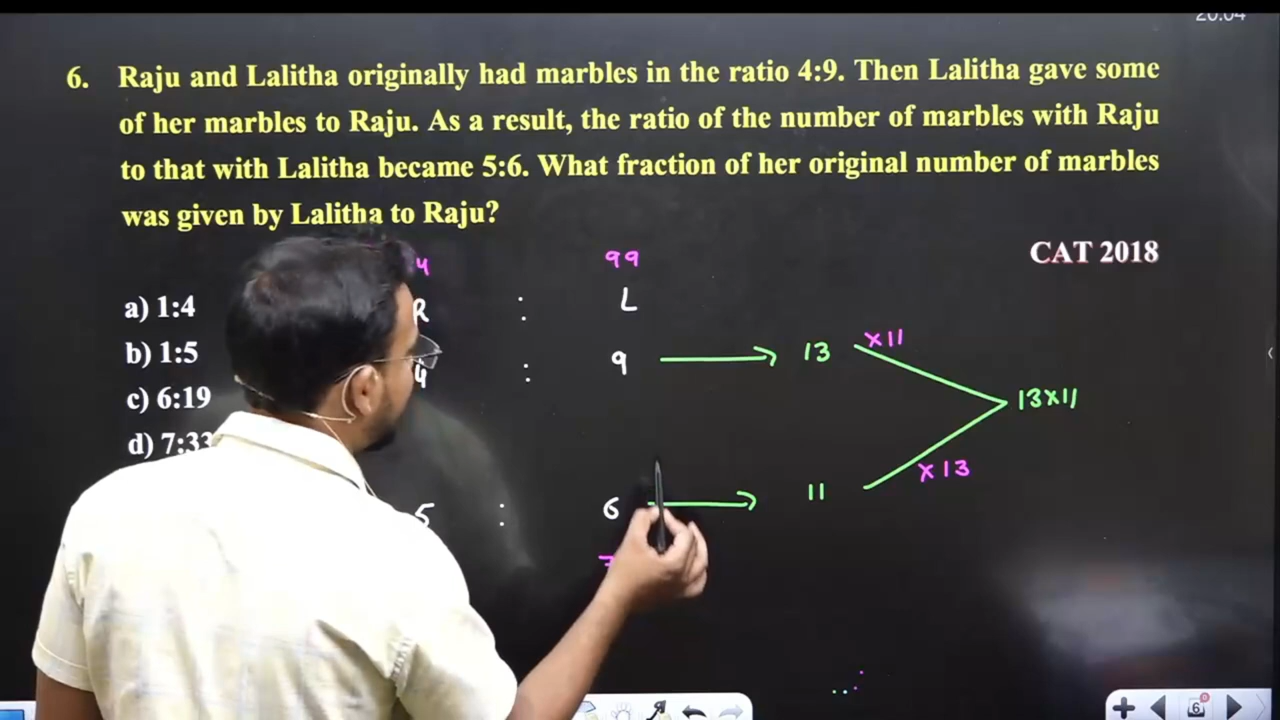 6. Raju and Lalitha originally had marbles in the ratio 4:9. Then Lalitha gave some
of her marbles to Raju. As a result, the ratio of the number of marbles with Raju
to that with Lalitha became 5:6. What fraction of her original number of marbles
was given by Lalitha to Raju?
CAT 2018
a) 1:4
b) 1:5
c) 6:19
d) 7:33
4 99
R : L
4 : 9 13 ×11
13×11
5 : 6 11 ×13
6